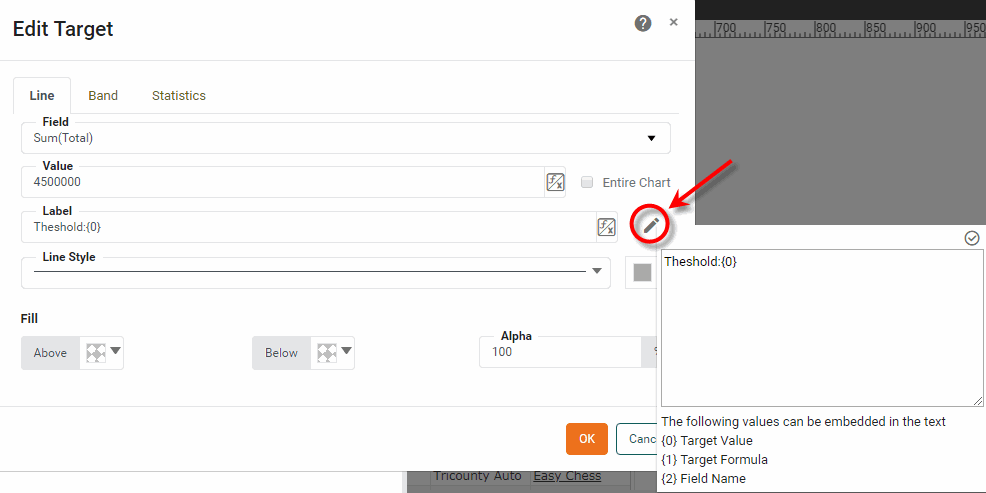 Edit Target
?
×
700 750 800 850 900 950
Line Band Statistics
Field
Sum(Total)
Value
4500000
f/x
Entire Chart
Label
Theshold:{0}
f/x
Line Style
Theshold:{0}
Fill
Above
Below
Alpha
100
The following values can be embedded in the text
{0} Target Value
{1} Target Formula
{2} Field Name
OK
Tricounty Auto Easy Chess